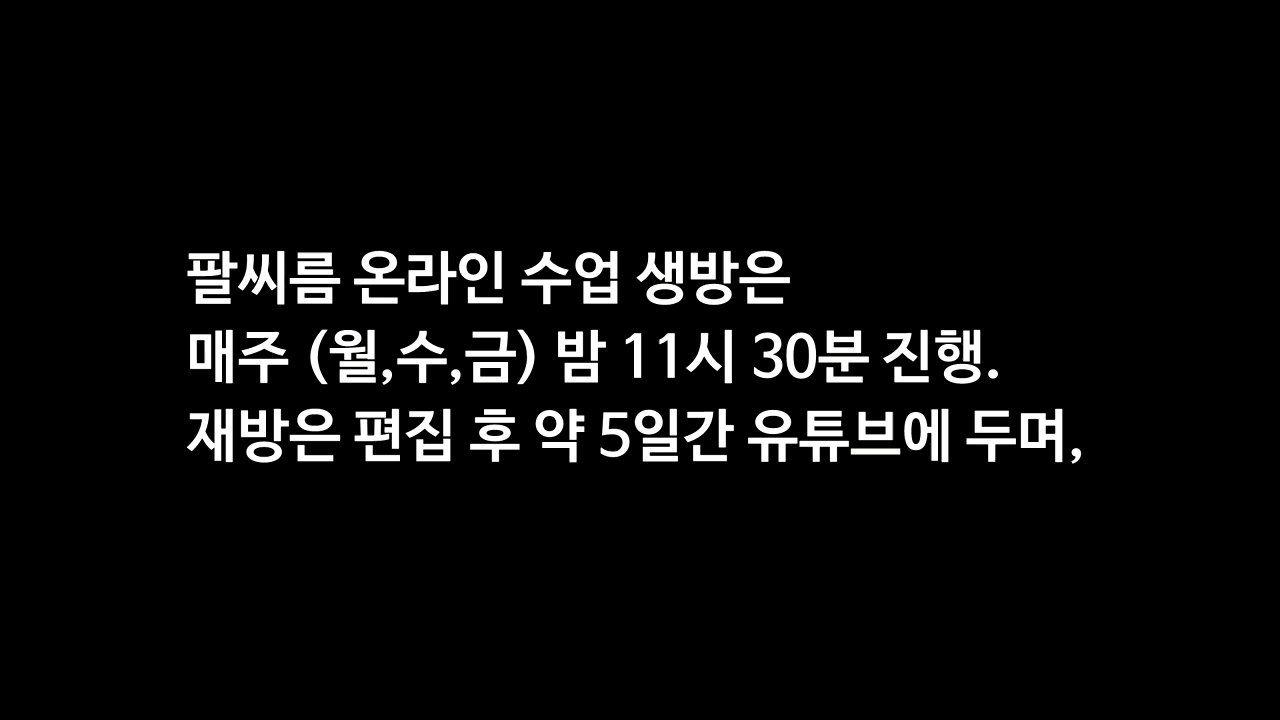 팔씨름 온라인 수업 생방은
매주 (월,수,금) 밤 11시 30분 진행.
재방은 편집 후 약 5일간 유튜브에 두며,